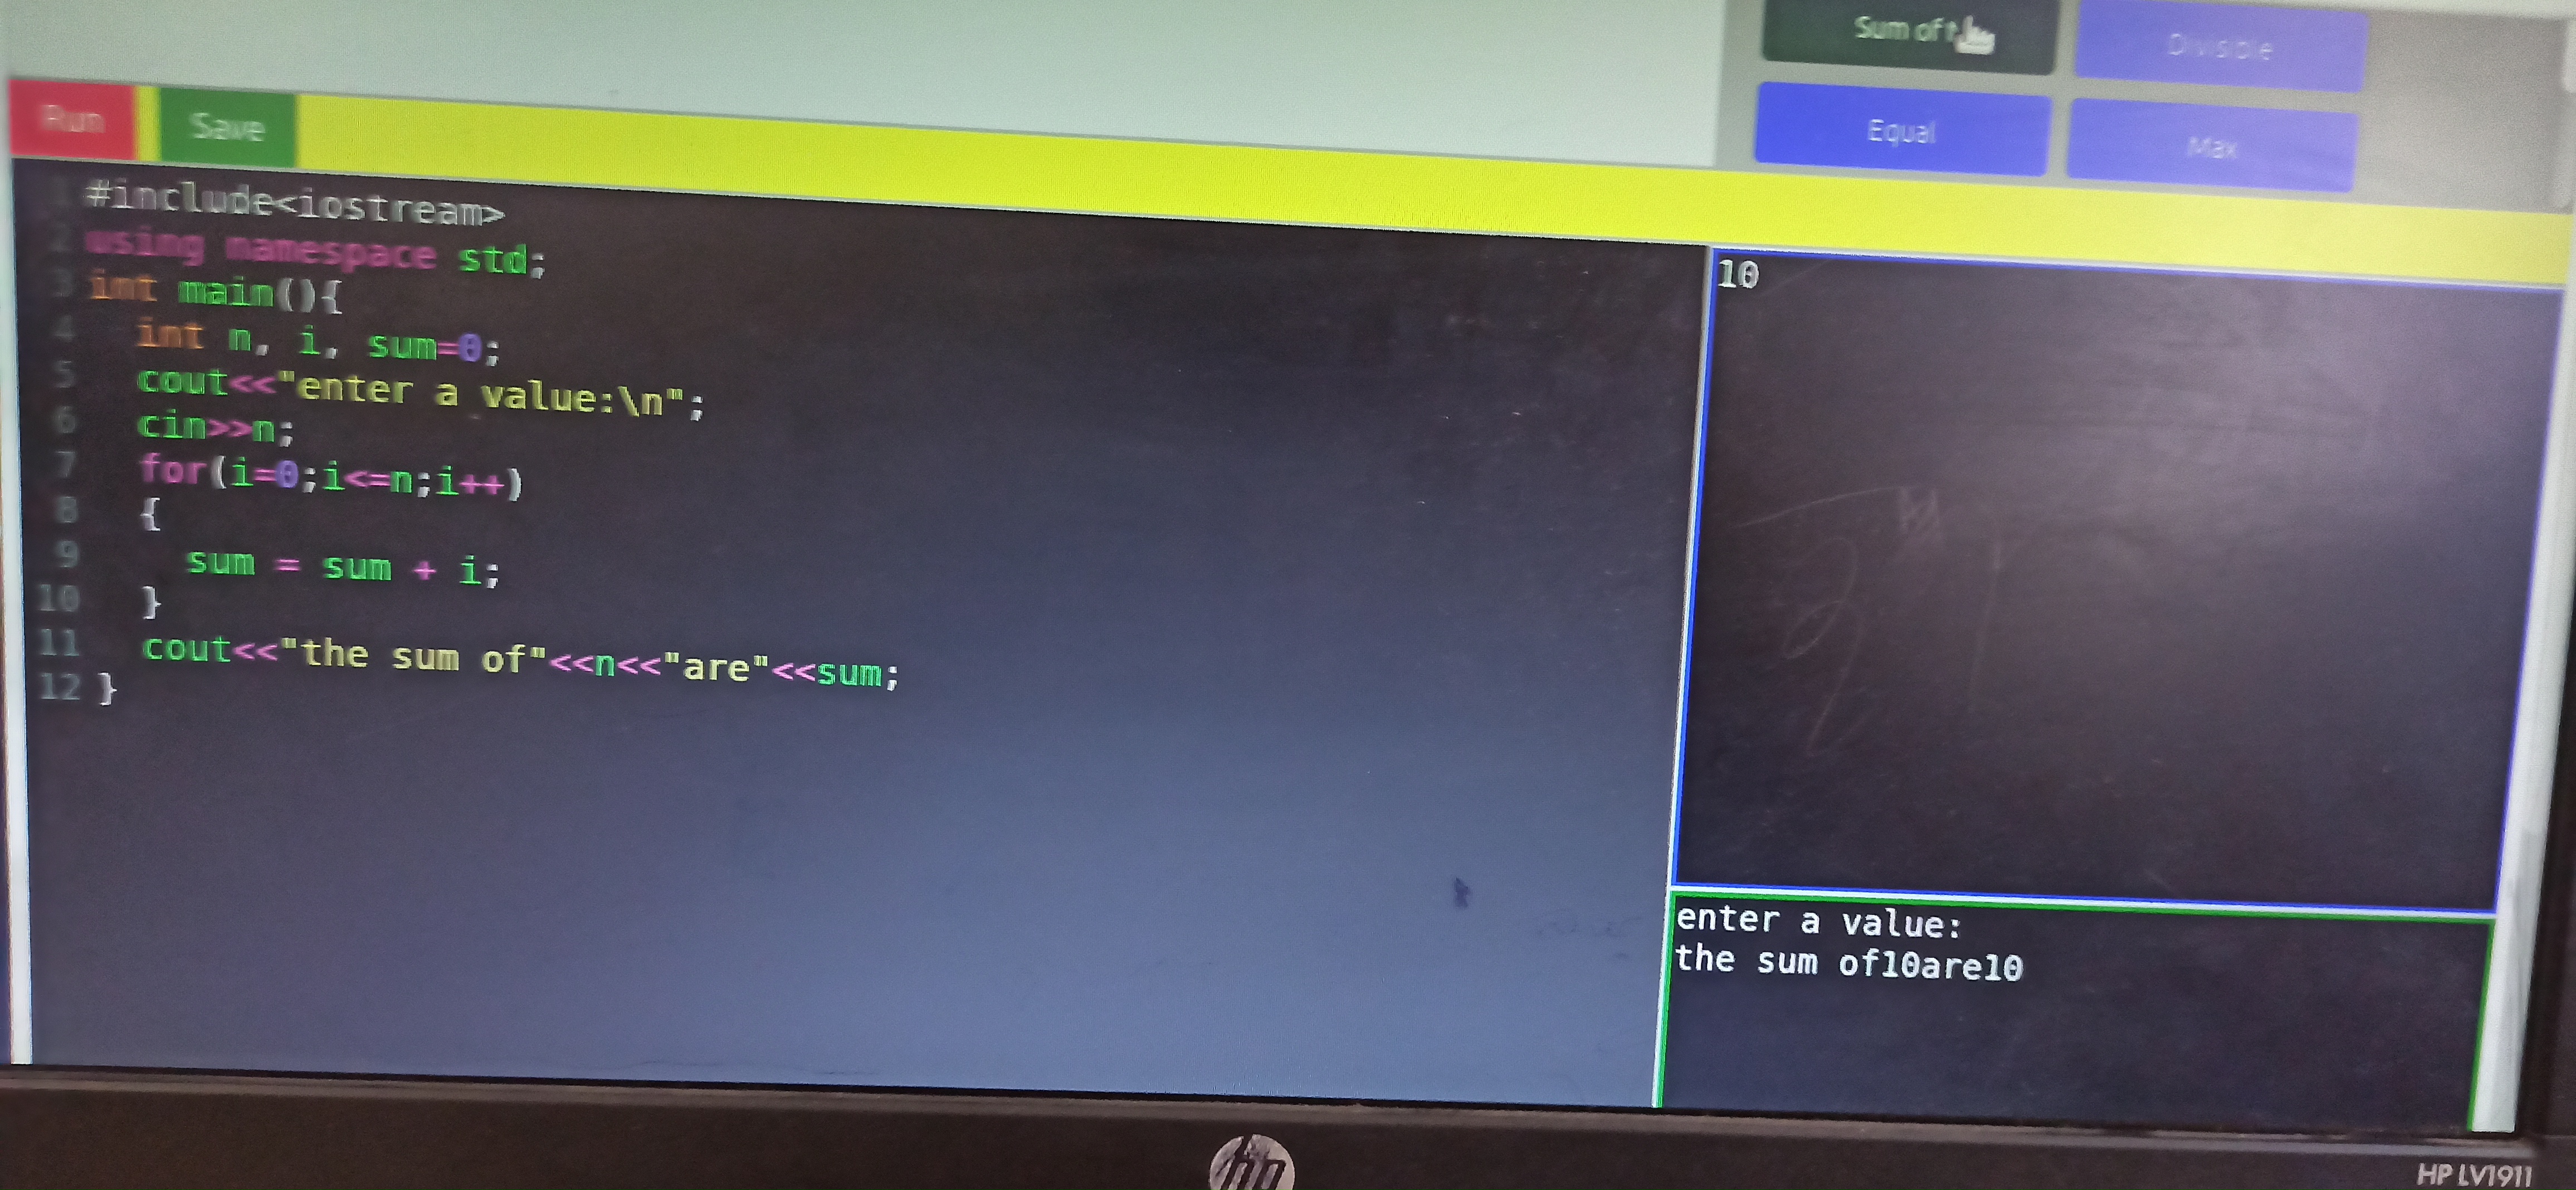 Sum of
Divisible
Equal
Max
Run
Save
1 #include<iostream>
2 using namespace std;
3 int main(){
4 int n, i, sum=0;
5 cout<<"enter a value:\n";
6 cin>>n;
7 for(i=0;i<=n;i++)
8 {
9 sum = sum + i;
10 }
11 cout<<"the sum of"<<n<<"are"<<sum;
12 }
10
enter a value:
the sum of10are10
hp
HP LV1911